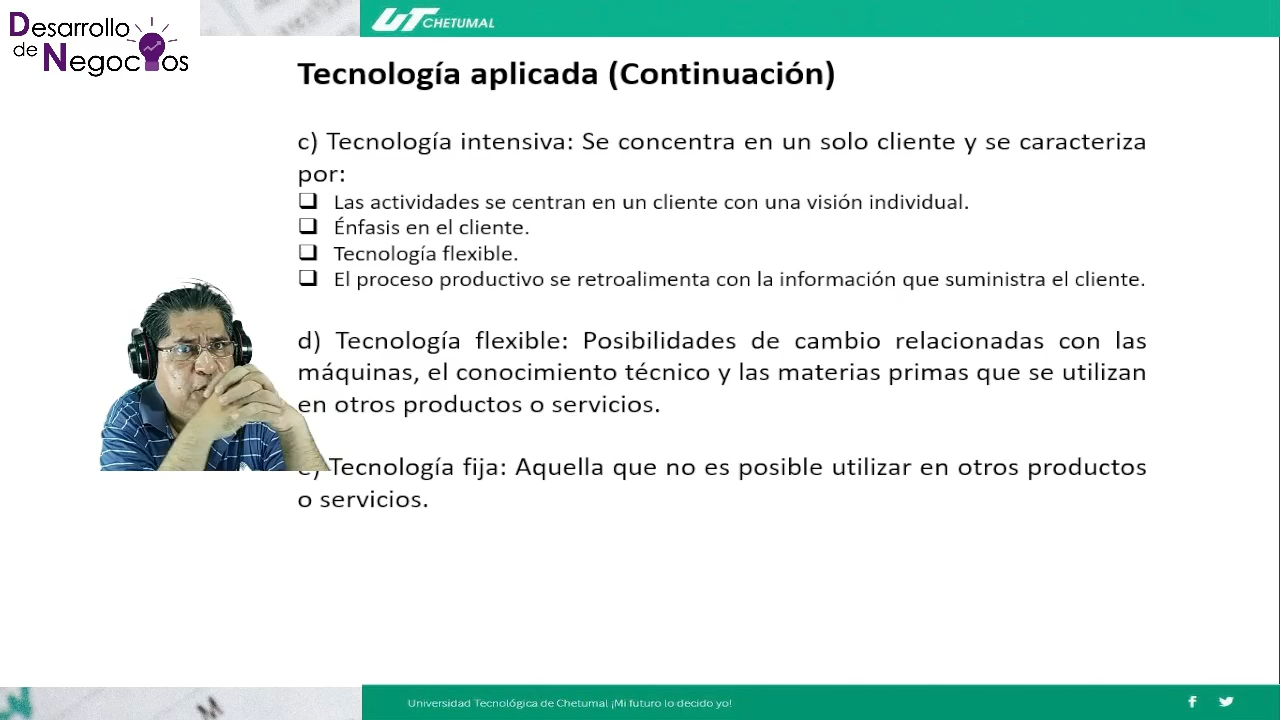 Desarrollo
de Negocios
UT CHETUMAL
Tecnología aplicada (Continuación)
c) Tecnología intensiva: Se concentra en un solo cliente y se caracteriza
por:
❑ Las actividades se centran en un cliente con una visión individual.
❑ Énfasis en el cliente.
❑ Tecnología flexible.
❑ El proceso productivo se retroalimenta con la información que suministra el cliente.
d) Tecnología flexible: Posibilidades de cambio relacionadas con las
máquinas, el conocimiento técnico y las materias primas que se utilizan
en otros productos o servicios.
e) Tecnología fija: Aquella que no es posible utilizar en otros productos
o servicios.
Universidad Tecnológica de Chetumal ¡Mi futuro lo decido yo!